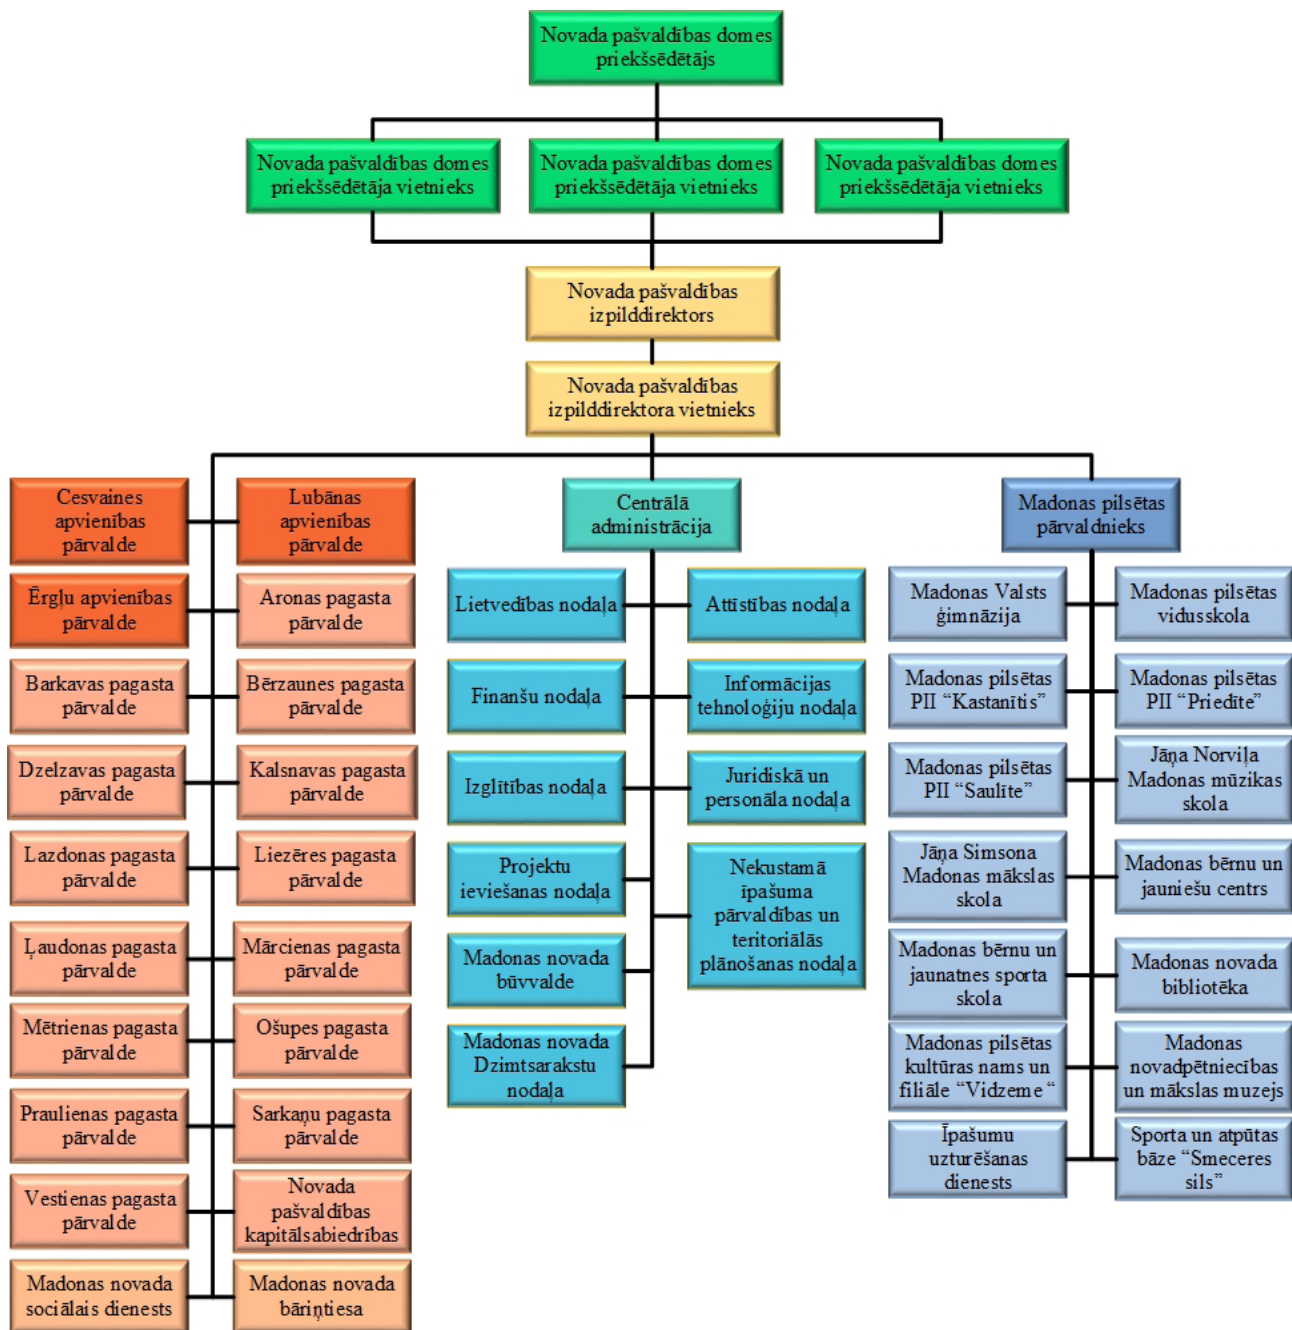 Novada pašvaldības domes
priekšsēdētājs
Novada pašvaldības domes
priekšsēdētāja vietnieks
Novada pašvaldības domes
priekšsēdētāja vietnieks
Novada pašvaldības domes
priekšsēdētāja vietnieks
Novada pašvaldības
izpilddirektors
Novada pašvaldības
izpilddirektora vietnieks
Cesvaines
apvienības
pārvalde
Lubānas
apvienības
pārvalde
Ērgļu apvienības
pārvalde
Aronas pagasta
pārvalde
Barkavas pagasta
pārvalde
Bērzaunes pagasta
pārvalde
Dzelzavas pagasta
pārvalde
Kalsnavas pagasta
pārvalde
Lazdonas pagasta
pārvalde
Liezēres pagasta
pārvalde
Ļaudonas pagasta
pārvalde
Mārcienas pagasta
pārvalde
Mētrienas pagasta
pārvalde
Ošupes pagasta
pārvalde
Praulienas pagasta
pārvalde
Sarkaņu pagasta
pārvalde
Vestienas pagasta
pārvalde
Novada
pašvaldības
kapitālsabiedrības
Madonas novada
sociālais dienests
Madonas novada
bāriņtiesa
Centrālā
administrācija
Lietvedības nodaļa
Attīstības nodaļa
Finanšu nodaļa
Informācijas
tehnoloģiju nodaļa
Izglītības nodaļa
Juridiskā un
personāla nodaļa
Projektu
ieviešanas nodaļa
Nekustamā
īpašuma
pārvaldības un
teritoriālās
plānošanas nodaļa
Madonas novada
būvvalde
Madonas novada
Dzimtsarakstu
nodaļa
Madonas pilsētas
pārvaldnieks
Madonas Valsts
ģimnāzija
Madonas pilsētas
vidusskola
Madonas pilsētas
PII “Kastanītis”
Madonas pilsētas
PII “Priedīte”
Madonas pilsētas
PII “Saulīte”
Jāņa Norviļa
Madonas mūzikas
skola
Jāņa Simsona
Madonas mākslas
skola
Madonas bērnu un
jauniešu centrs
Madonas bērnu un
jaunatnes sporta
skola
Madonas novada
bibliotēka
Madonas pilsētas
kultūras nams un
filiāle “Vidzeme “
Madonas
novadpētniecības
un mākslas muzejs
Īpašumu
uzturēšanas
dienests
Sporta un atpūtas
bāze “Smeceres
sils”